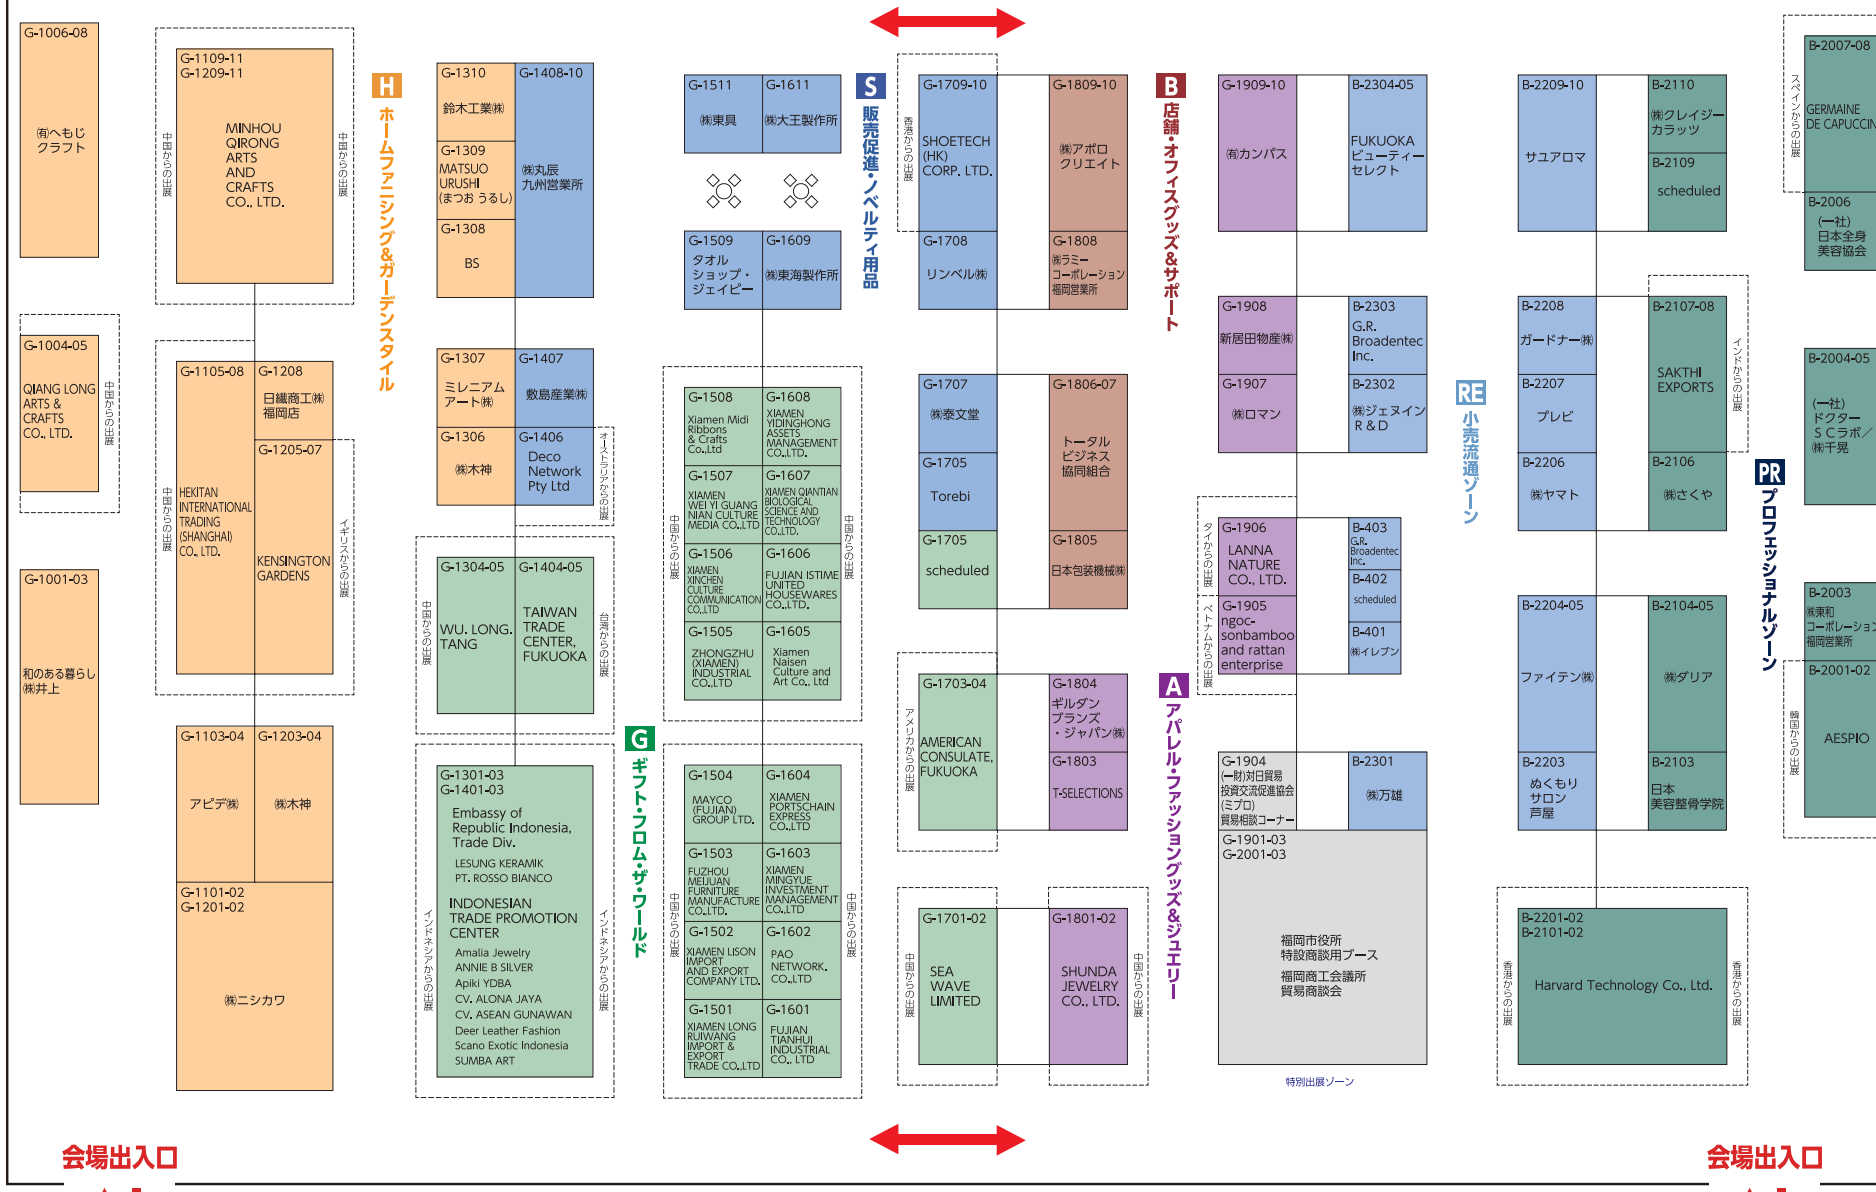 G-1006-08
㈲へもじ
クラフト
G-1004-05
QIANG LONG
ARTS &
CRAFTS
CO., LTD.
中国からの出展
G-1001-03
和のある暮らし
㈱井上
中国からの出展
G-1109-11
G-1209-11
MINHOU
QIRONG
ARTS
AND
CRAFTS
CO., LTD.
中国からの出展
中国からの出展
G-1105-08
HEKITAN
INTERNATIONAL
TRADING
(SHANGHAI)
CO., LTD.
G-1208
日繊商工㈱
福岡店
G-1205-07
KENSINGTON
GARDENS
イギリスからの出展
G-1103-04
アピデ㈱
G-1203-04
㈱木神
G-1101-02
G-1201-02
㈱ニシカワ
H
ホームファニシング&ガーデンスタイル
G-1310
鈴木工業㈱
G-1309
MATSUO
URUSHI
(まつお うるし)
G-1308
BS
G-1408-10
㈱丸辰
九州営業所
G-1307
ミレニアム
アート㈱
G-1407
敷島産業㈱
G-1306
㈱木神
G-1406
Deco
Network
Pty Ltd
オーストラリアからの出展
中国からの出展
G-1304-05
WU. LONG.
TANG
G-1404-05
TAIWAN
TRADE
CENTER,
FUKUOKA
台湾からの出展
インドネシアからの出展
G-1301-03
G-1401-03
Embassy of
Republic Indonesia,
Trade Div.
LESUNG KERAMIK
PT. ROSSO BIANCO
INDONESIAN
TRADE PROMOTION
CENTER
Amalia Jewelry
ANNIE B SILVER
Apiki YDBA
CV. ALONA JAYA
CV. ASEAN GUNAWAN
Deer Leather Fashion
Scano Exotic Indonesia
SUMBA ART
インドネシアからの出展
G
ギフト・フロム・ザ・ワールド
G-1511
㈱東具
G-1611
㈱大王製作所
G-1509
タオル
ショップ・
ジェイピー
G-1609
㈱東海製作所
中国からの出展
G-1508
Xiamen Midi
Ribbons
& Crafts
Co.,Ltd
G-1608
XIAMEN
YIDINGHONG
ASSETS
MANAGEMENT
CO.,LTD.
G-1507
XIAMEN
WEI YI GUANG
NIAN CULTURE
MEDIA CO.,LTD
G-1607
XIAMEN QIANTIAN
BIOLOGICAL
SCIENCE AND
TECHNOLOGY
CO.,LTD.
G-1506
XIAMEN
XINCHEN
CULTURE
COMMUNICATION
CO.,LTD
G-1606
FUJIAN ISTIME
UNITED
HOUSEWARES
CO.,LTD.
G-1505
ZHONGZHU
(XIAMEN)
INDUSTRIAL
CO.,LTD
G-1605
Xiamen
Naisen
Culture and
Art Co., Ltd
中国からの出展
中国からの出展
G-1504
MAYCO
(FUJIAN)
GROUP LTD.
G-1604
XIAMEN
PORTSCHAIN
EXPRESS
CO.,LTD
G-1503
FUZHOU
MEIJUAN
FURNITURE
MANUFACTURE
CO.,LTD.
G-1603
XIAMEN
MINGYUE
INVESTMENT
MANAGEMENT
CO.,LTD
G-1502
XIAMEN LISON
IMPORT
AND EXPORT
COMPANY LTD.
G-1602
PAO
NETWORK.
CO.,LTD
G-1501
XIAMEN LONG
RUIWANG
IMPORT &
EXPORT
TRADE CO.,LTD
G-1601
FUJIAN
TIANHUI
INDUSTRIAL
CO., LTD
中国からの出展
S
販売促進・ノベルティ用品
香港からの出展
G-1709-10
SHOETECH
(HK)
CORP. LTD.
G-1809-10
㈱アポロ
クリエイト
G-1708
リンベル㈱
G-1808
㈱ラミー
コーポレーション
福岡営業所
G-1707
㈱泰文堂
G-1806-07
トータル
ビジネス
協同組合
G-1705
Torebi
G-1705
scheduled
G-1805
日本包装機械㈱
アメリカからの出展
G-1703-04
AMERICAN
CONSULATE,
FUKUOKA
G-1804
ギルダン
ブランズ
・ジャパン㈱
G-1803
T-SELECTIONS
中国からの出展
G-1701-02
SEA
WAVE
LIMITED
G-1801-02
SHUNDA
JEWELRY
CO., LTD.
中国からの出展
B
店舗・オフィスグッズ&サポート
A
アパレル・ファッショングッズ&ジュエリー
G-1909-10
㈲カンパス
B-2304-05
FUKUOKA
ビューティー
セレクト
G-1908
新居田物産㈱
B-2303
G.R.
Broadentec
Inc.
G-1907
㈱ロマン
B-2302
㈱ジェヌイン
R & D
タイからの出展
G-1906
LANNA
NATURE
CO., LTD.
B-403
G.R.
Broadentec
Inc.
B-402
scheduled
ベトナムからの出展
G-1905
ngoc-
sonbamboo
and rattan
enterprise
B-401
㈱イレブン
G-1904
(一財)対日貿易
投資交流促進協会
(ミプロ)
貿易相談コーナー
B-2301
㈱万雄
G-1901-03
G-2001-03
福岡市役所
特設商談用ブース
福岡商工会議所
貿易商談会
特別出展ゾーン
RE
小売流通ゾーン
B-2209-10
サユアロマ
B-2110
㈱クレイジー
カラッツ
B-2109
scheduled
B-2208
ガードナー㈱
B-2107-08
SAKTHI
EXPORTS
インドからの出展
B-2207
プレビ
B-2206
㈱ヤマト
B-2106
㈱さくや
B-2204-05
ファイテン㈱
B-2104-05
㈱ダリア
B-2203
ぬくもり
サロン
芦屋
B-2103
日本
美容整骨学院
香港からの出展
B-2201-02
B-2101-02
Harvard Technology Co., Ltd.
香港からの出展
PR
プロフェッショナルゾーン
スペインからの出展
B-2007-08
GERMAINE
DE CAPUCCIN
B-2006
(一社)
日本全身
美容協会
B-2004-05
(一社)
ドクター
ＳＣラボ／
㈱千晃
B-2003
㈱東和
コーポレーション
福岡営業所
韓国からの出展
B-2001-02
AESPIO
会場出入口
会場出入口